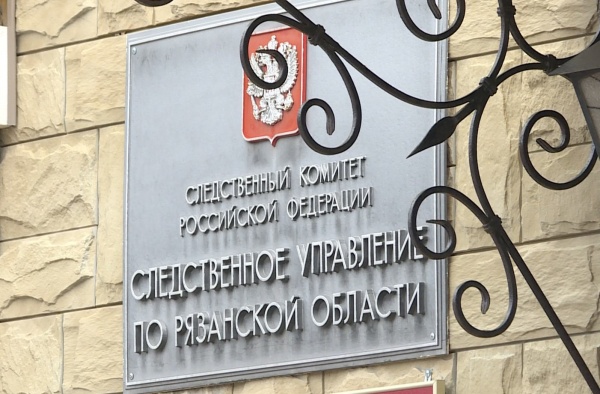 СЛЕДСТВЕННЫЙ КОМИТЕТ
РОССИЙСКОЙ ФЕДЕРАЦИИ
СЛЕДСТВЕННОЕ УПРАВЛЕНИЕ
ПО РЯЗАНСКОЙ ОБЛАСТИ